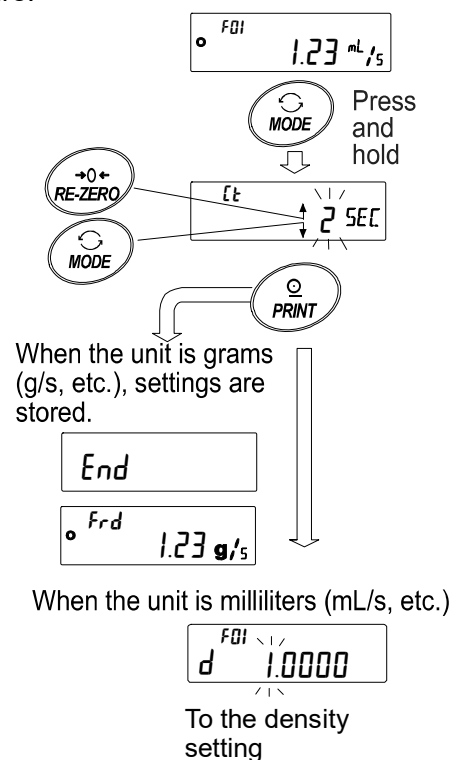 F01
1.23 mL/s
MODE
Press
and
hold
→0←
RE-ZERO
Ct
2 SEC
MODE
PRINT
When the unit is grams
(g/s, etc.), settings are
stored.
End
Frd
1.23 g/s
When the unit is milliliters (mL/s, etc.)
F01
d 1.0000
To the density
setting